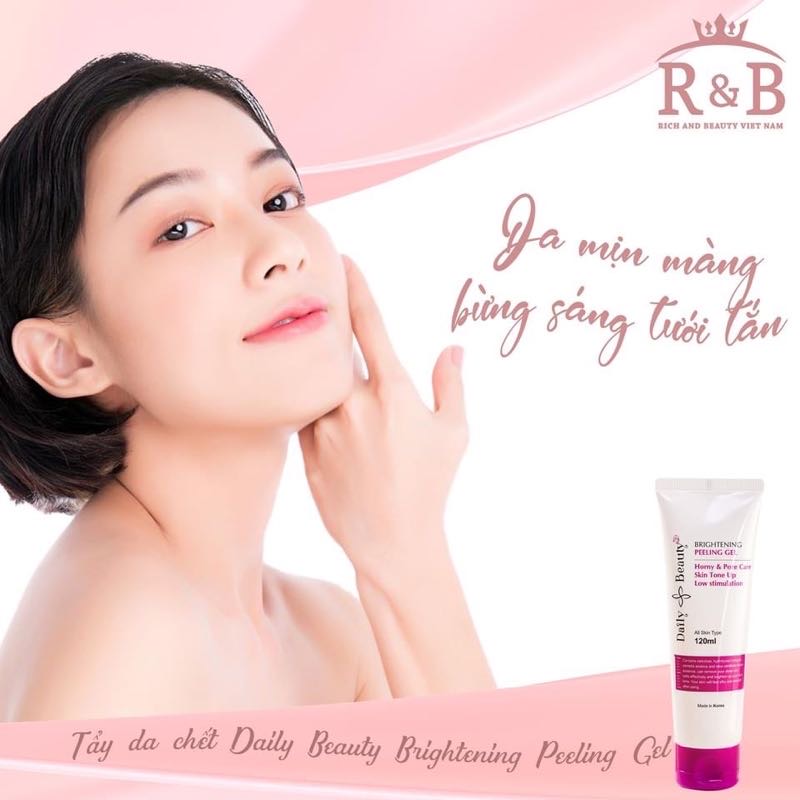 R & B
RICH AND BEAUTY VIET NAM
Da mịn màng
bừng sáng tươi tắn
Daily Beauty
BRIGHTENING
PEELING GEL
Horny & Pore Care
Skin Tone Up
Low stimulation
All Skin Type
120ml
Made in Korea
Tẩy da chết Daily Beauty Brightening Peeling Gel